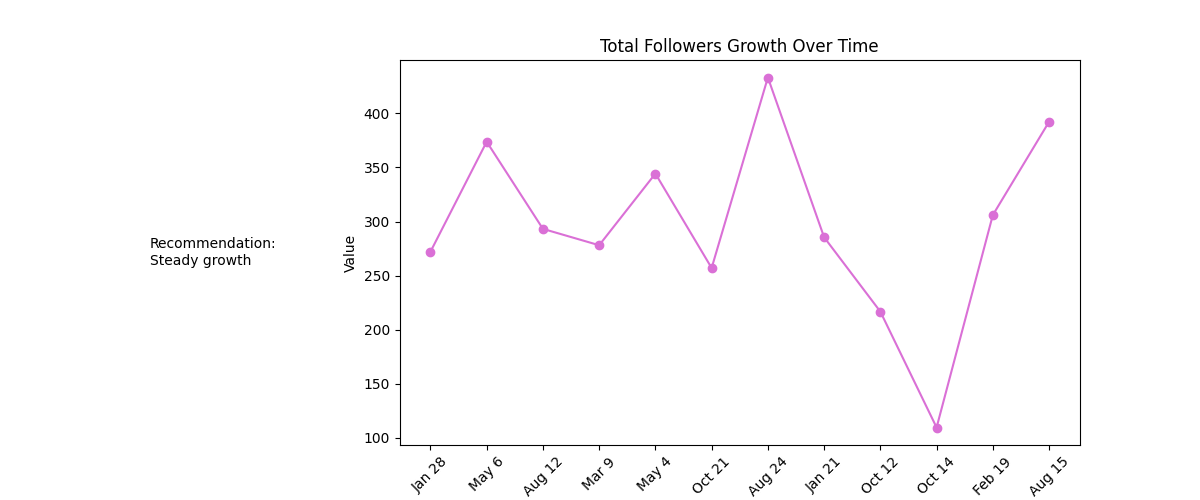 Total Followers Growth Over Time
Recommendation:
Steady growth
Value
400
350
300
250
200
150
100
Jan 28
May 6
Aug 12
Mar 9
May 4
Oct 21
Aug 24
Jan 21
Oct 12
Oct 14
Feb 19
Aug 15